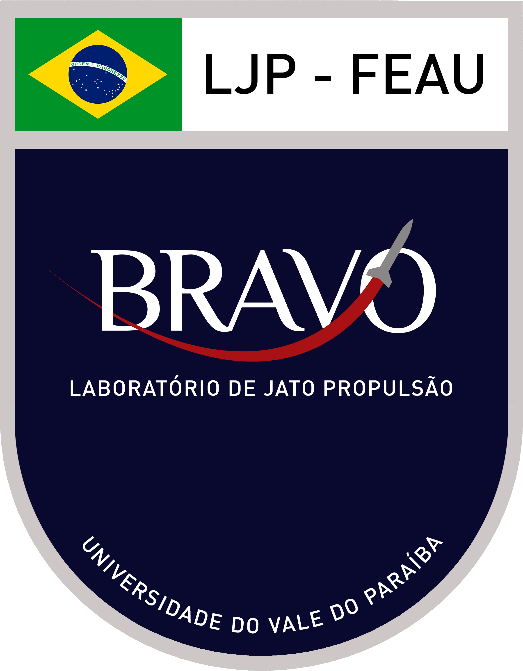 LJP - FEAU
BRAVO
LABORATÓRIO DE JATO PROPULSÃO
UNIVERSIDADE DO VALE DO PARAÍBA